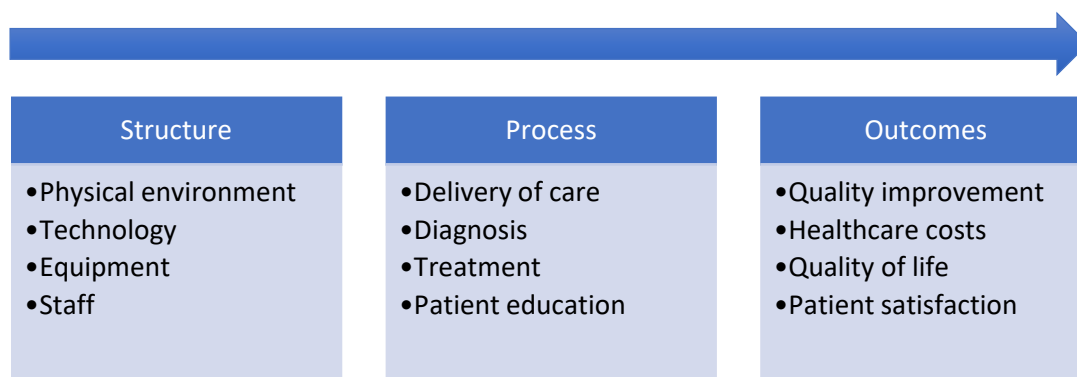 Structure
•Physical environment
•Technology
•Equipment
•Staff
Process
•Delivery of care
•Diagnosis
•Treatment
•Patient education
Outcomes
•Quality improvement
•Healthcare costs
•Quality of life
•Patient satisfaction